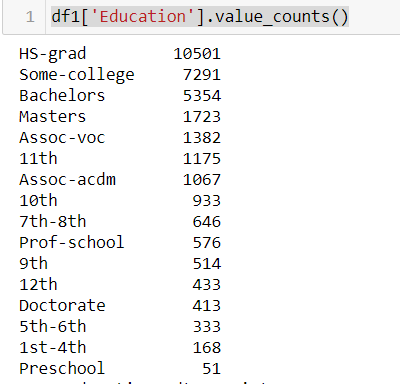 1 df1['Education'].value_counts()
HS-grad 10501
Some-college 7291
Bachelors 5354
Masters 1723
Assoc-voc 1382
11th 1175
Assoc-acdm 1067
10th 933
7th-8th 646
Prof-school 576
9th 514
12th 433
Doctorate 413
5th-6th 333
1st-4th 168
Preschool 51